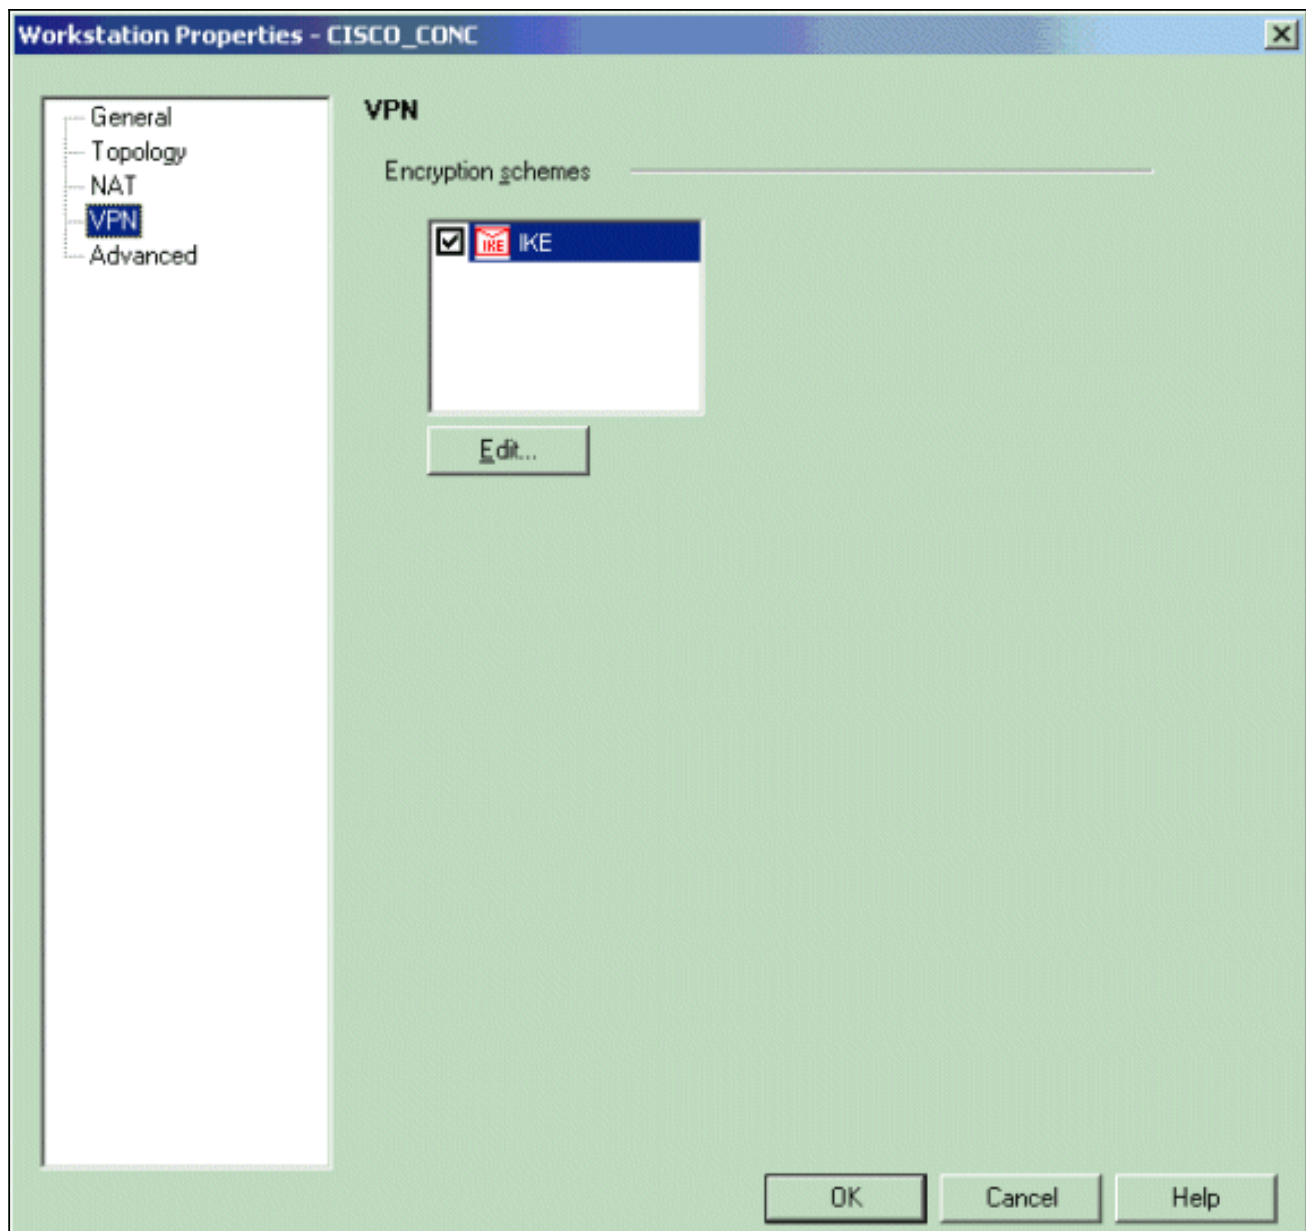 Workstation Properties - CISCO_CONC
General
Topology
NAT
VPN
Advanced
VPN
Encryption schemes
IKE IKE
Edit...
OK Cancel Help